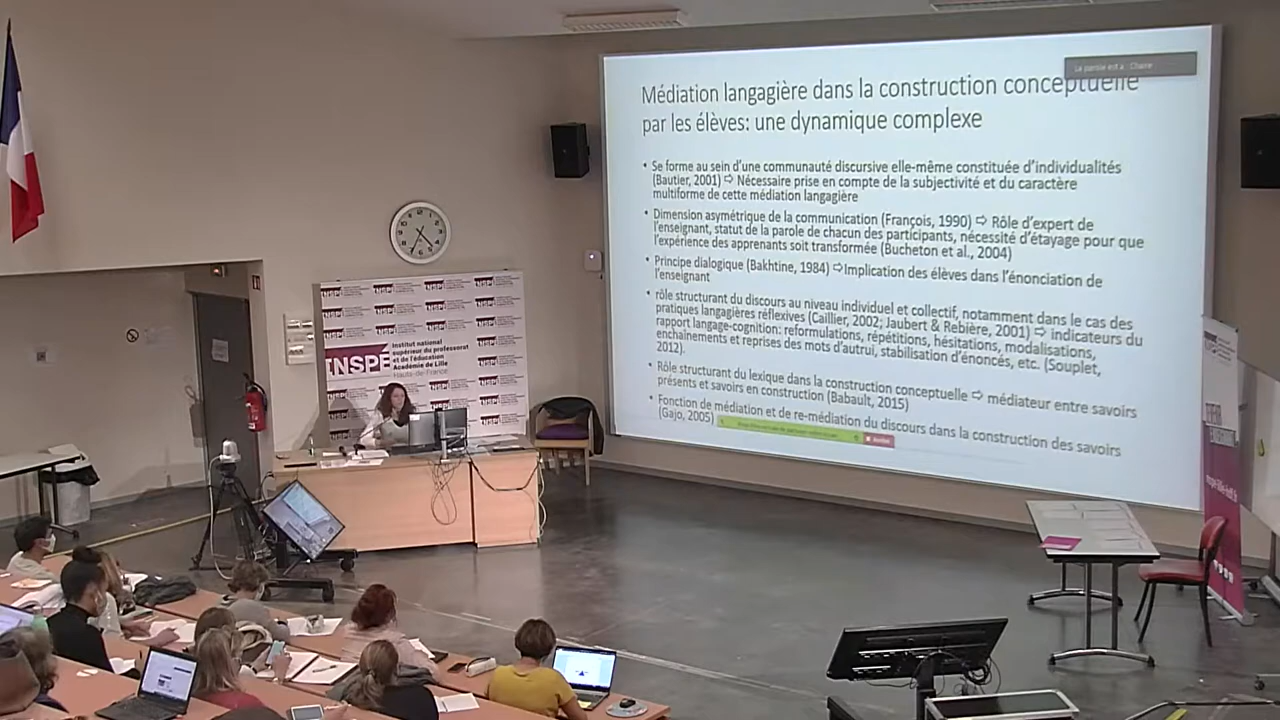 La parole est à : Chaire
Médiation langagière dans la construction conceptuelle
par les élèves: une dynamique complexe
• Se forme au sein d'une communauté discursive elle-même constituée d'individualités
(Bautier, 2001) ⇨ Nécessaire prise en compte de la subjectivité et du caractère
multiforme de cette médiation langagière
• Dimension asymétrique de la communication (François, 1990) ⇨ Rôle d'expert de
l'enseignant, statut de la parole de chacun des participants, nécessité d'étayage pour que
l'expérience des apprenants soit transformée (Bucheton et al., 2004)
• Principe dialogique (Bakhtine, 1984) ⇨Implication des élèves dans l'énonciation de
l'enseignant
• rôle structurant du discours au niveau individuel et collectif, notamment dans le cas des
pratiques langagières réflexives (Caillier, 2002; Jaubert & Rebière, 2001) ⇨ indicateurs du
rapport langage-cognition: reformulations, répétitions, hésitations, modalisations,
enchaînements et reprises des mots d'autrui, stabilisation d'énoncés, etc. (Souplet,
2012).
• Rôle structurant du lexique dans la construction conceptuelle ⇨ médiateur entre savoirs
présents et savoirs en construction (Babault, 2015)
• Fonction de médiation et de re-médiation du discours dans la construction des savoirs
(Gajo, 2005)
INSPÉ
Institut national
supérieur du professorat
et de l'éducation
Académie de Lille
Hauts-de-France